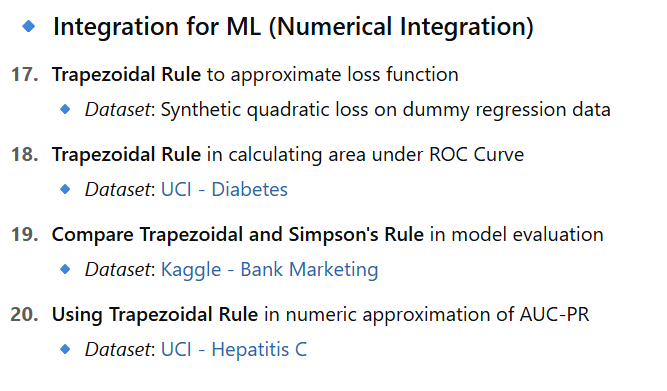 Integration for ML (Numerical Integration)
17. Trapezoidal Rule to approximate loss function
Dataset: Synthetic quadratic loss on dummy regression data
18. Trapezoidal Rule in calculating area under ROC Curve
Dataset: UCI - Diabetes
19. Compare Trapezoidal and Simpson's Rule in model evaluation
Dataset: Kaggle - Bank Marketing
20. Using Trapezoidal Rule in numeric approximation of AUC-PR
Dataset: UCI - Hepatitis C